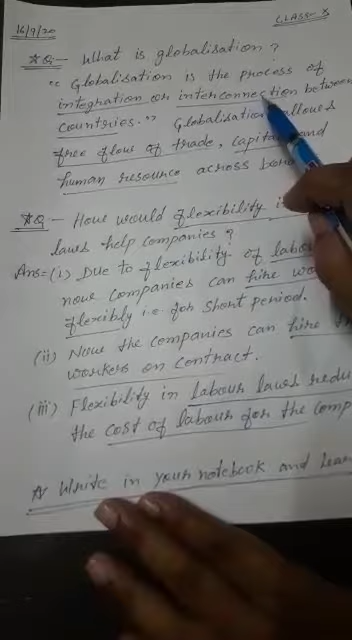 16/9/20
CLASS- X
*Q:- What is globalisation?
"Globalisation is the process of
integration or interconnection between
countries." Globalisation allows
free flow of trade, capital and
human resource across
*Q- How would flexibility in
laws help companies?
Ans=(i) Due to flexibility of
now companies can hire
flexibly i.e. for short period.
(ii) Now the companies can hire
workers on contract.
(iii) Flexibility in labour laws
the cost of labour for the
* Write in your notebook and